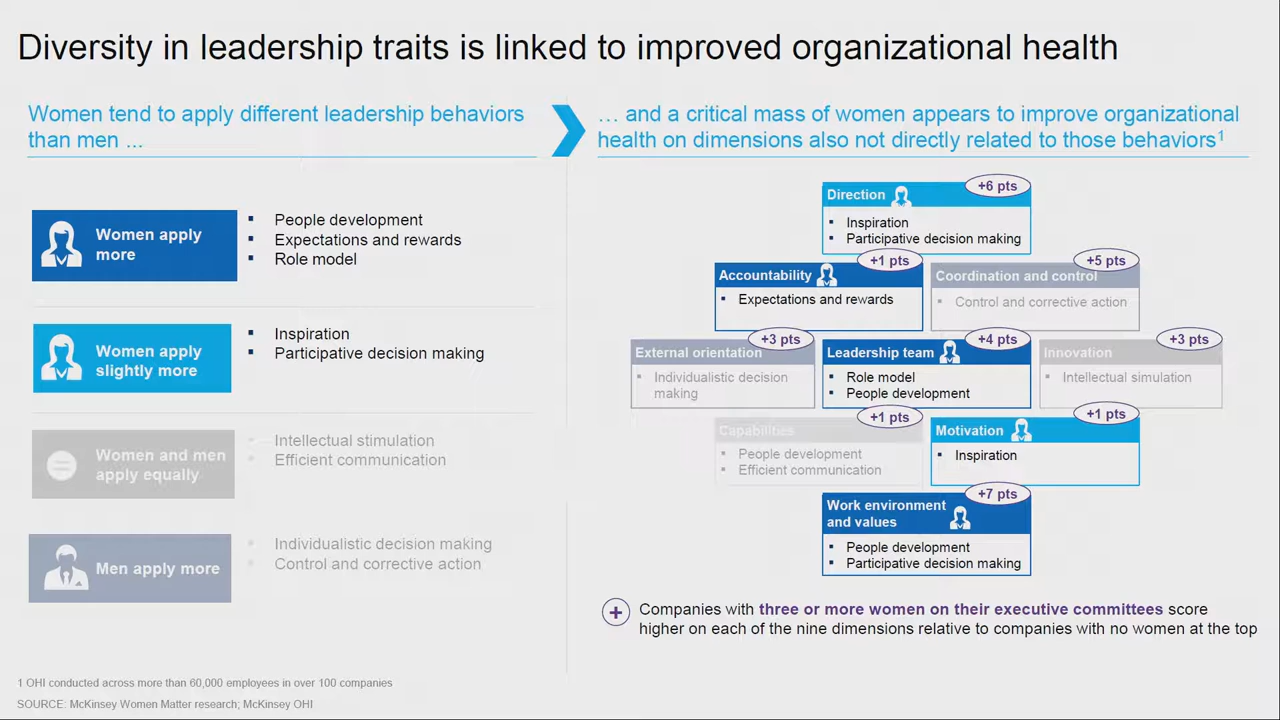 Diversity in leadership traits is linked to improved organizational health
Women tend to apply different leadership behaviors
than men ...
… and a critical mass of women appears to improve organizational
health on dimensions also not directly related to those behaviors¹
Women apply
more
▪ People development
▪ Expectations and rewards
▪ Role model
Women apply
slightly more
▪ Inspiration
▪ Participative decision making
Women and men
apply equally
▪ Intellectual stimulation
▪ Efficient communication
Men apply more
▪ Individualistic decision making
▪ Control and corrective action
Direction
+6 pts
▪ Inspiration
▪ Participative decision making
Accountability
+1 pts
▪ Expectations and rewards
Coordination and control
+5 pts
▪ Control and corrective action
External orientation
+3 pts
▪ Individualistic decision
making
Leadership team
+4 pts
▪ Role model
▪ People development
Innovation
+3 pts
▪ Intellectual simulation
Capabilities
+1 pts
▪ People development
▪ Efficient communication
Motivation
+1 pts
▪ Inspiration
Work environment
and values
+7 pts
▪ People development
▪ Participative decision making
+ Companies with three or more women on their executive committees score
higher on each of the nine dimensions relative to companies with no women at the top
1 OHI conducted across more than 60,000 employees in over 100 companies
SOURCE: McKinsey Women Matter research; McKinsey OHI